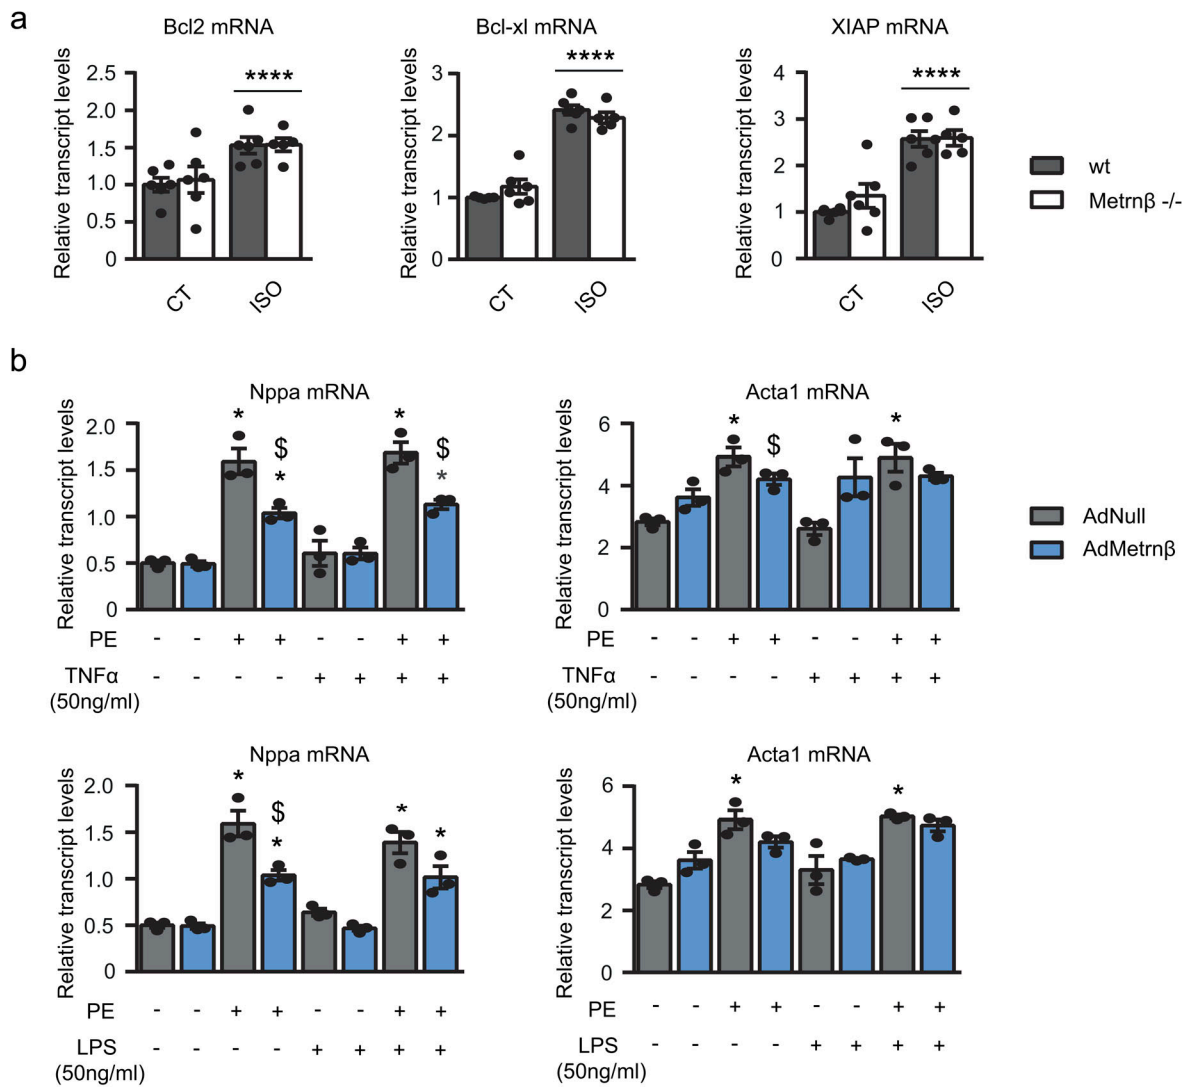 a
Bcl2 mRNA
Bcl-xl mRNA
XIAP mRNA
Relative transcript levels
2.5
2.0
1.5
1.0
0.5
0
****
CT
ISO
Relative transcript levels
3
2
1
0
****
CT
ISO
Relative transcript levels
4
3
2
1
0
****
CT
ISO
wt
Metrnβ -/-
b
Nppa mRNA
Relative transcript levels
2.0
1.5
1.0
0.5
0
* $ * * $ *
PE - - + + - - + +
TNFα - - - - + + + +
(50ng/ml)
Acta1 mRNA
Relative transcript levels
6
4
2
0
* $ *
PE - - + + - - + +
TNFα - - - - + + + +
(50ng/ml)
AdNull
AdMetrnβ
Nppa mRNA
Relative transcript levels
2.0
1.5
1.0
0.5
0
* $ * * *
PE - - + + - - + +
LPS - - - - + + + +
(50ng/ml)
Acta1 mRNA
Relative transcript levels
6
4
2
0
* *
PE - - + + - - + +
LPS - - - - + + + +
(50ng/ml)